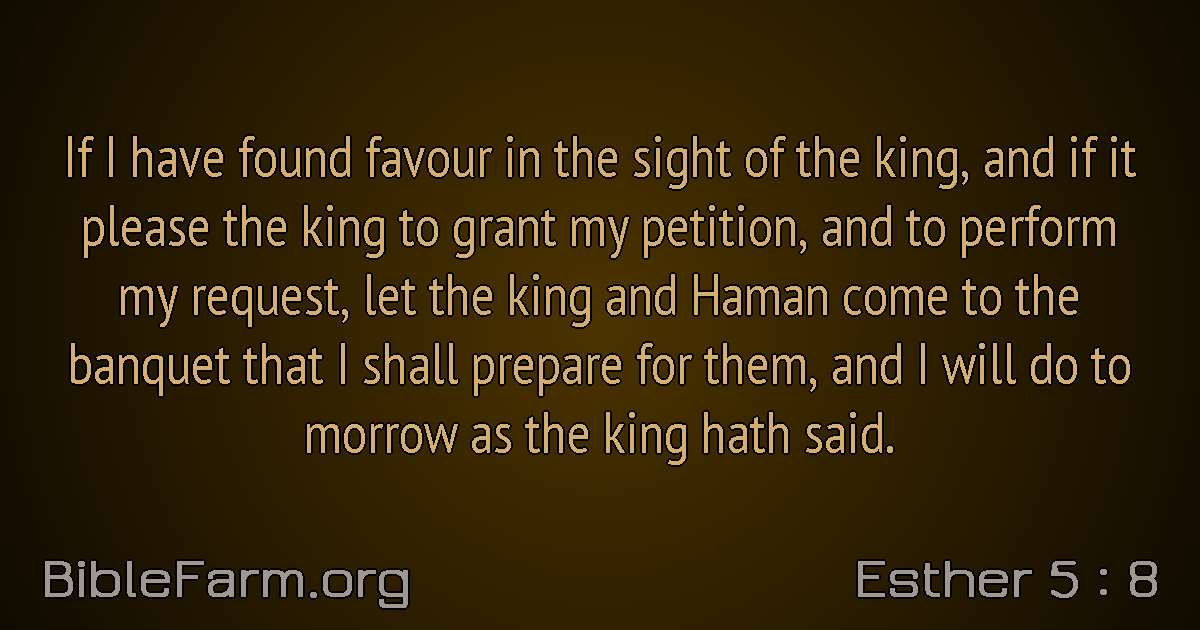 If I have found favour in the sight of the king, and if it
please the king to grant my petition, and to perform
my request, let the king and Haman come to the
banquet that I shall prepare for them, and I will do to
morrow as the king hath said.
BibleFarm.org
Esther 5 : 8